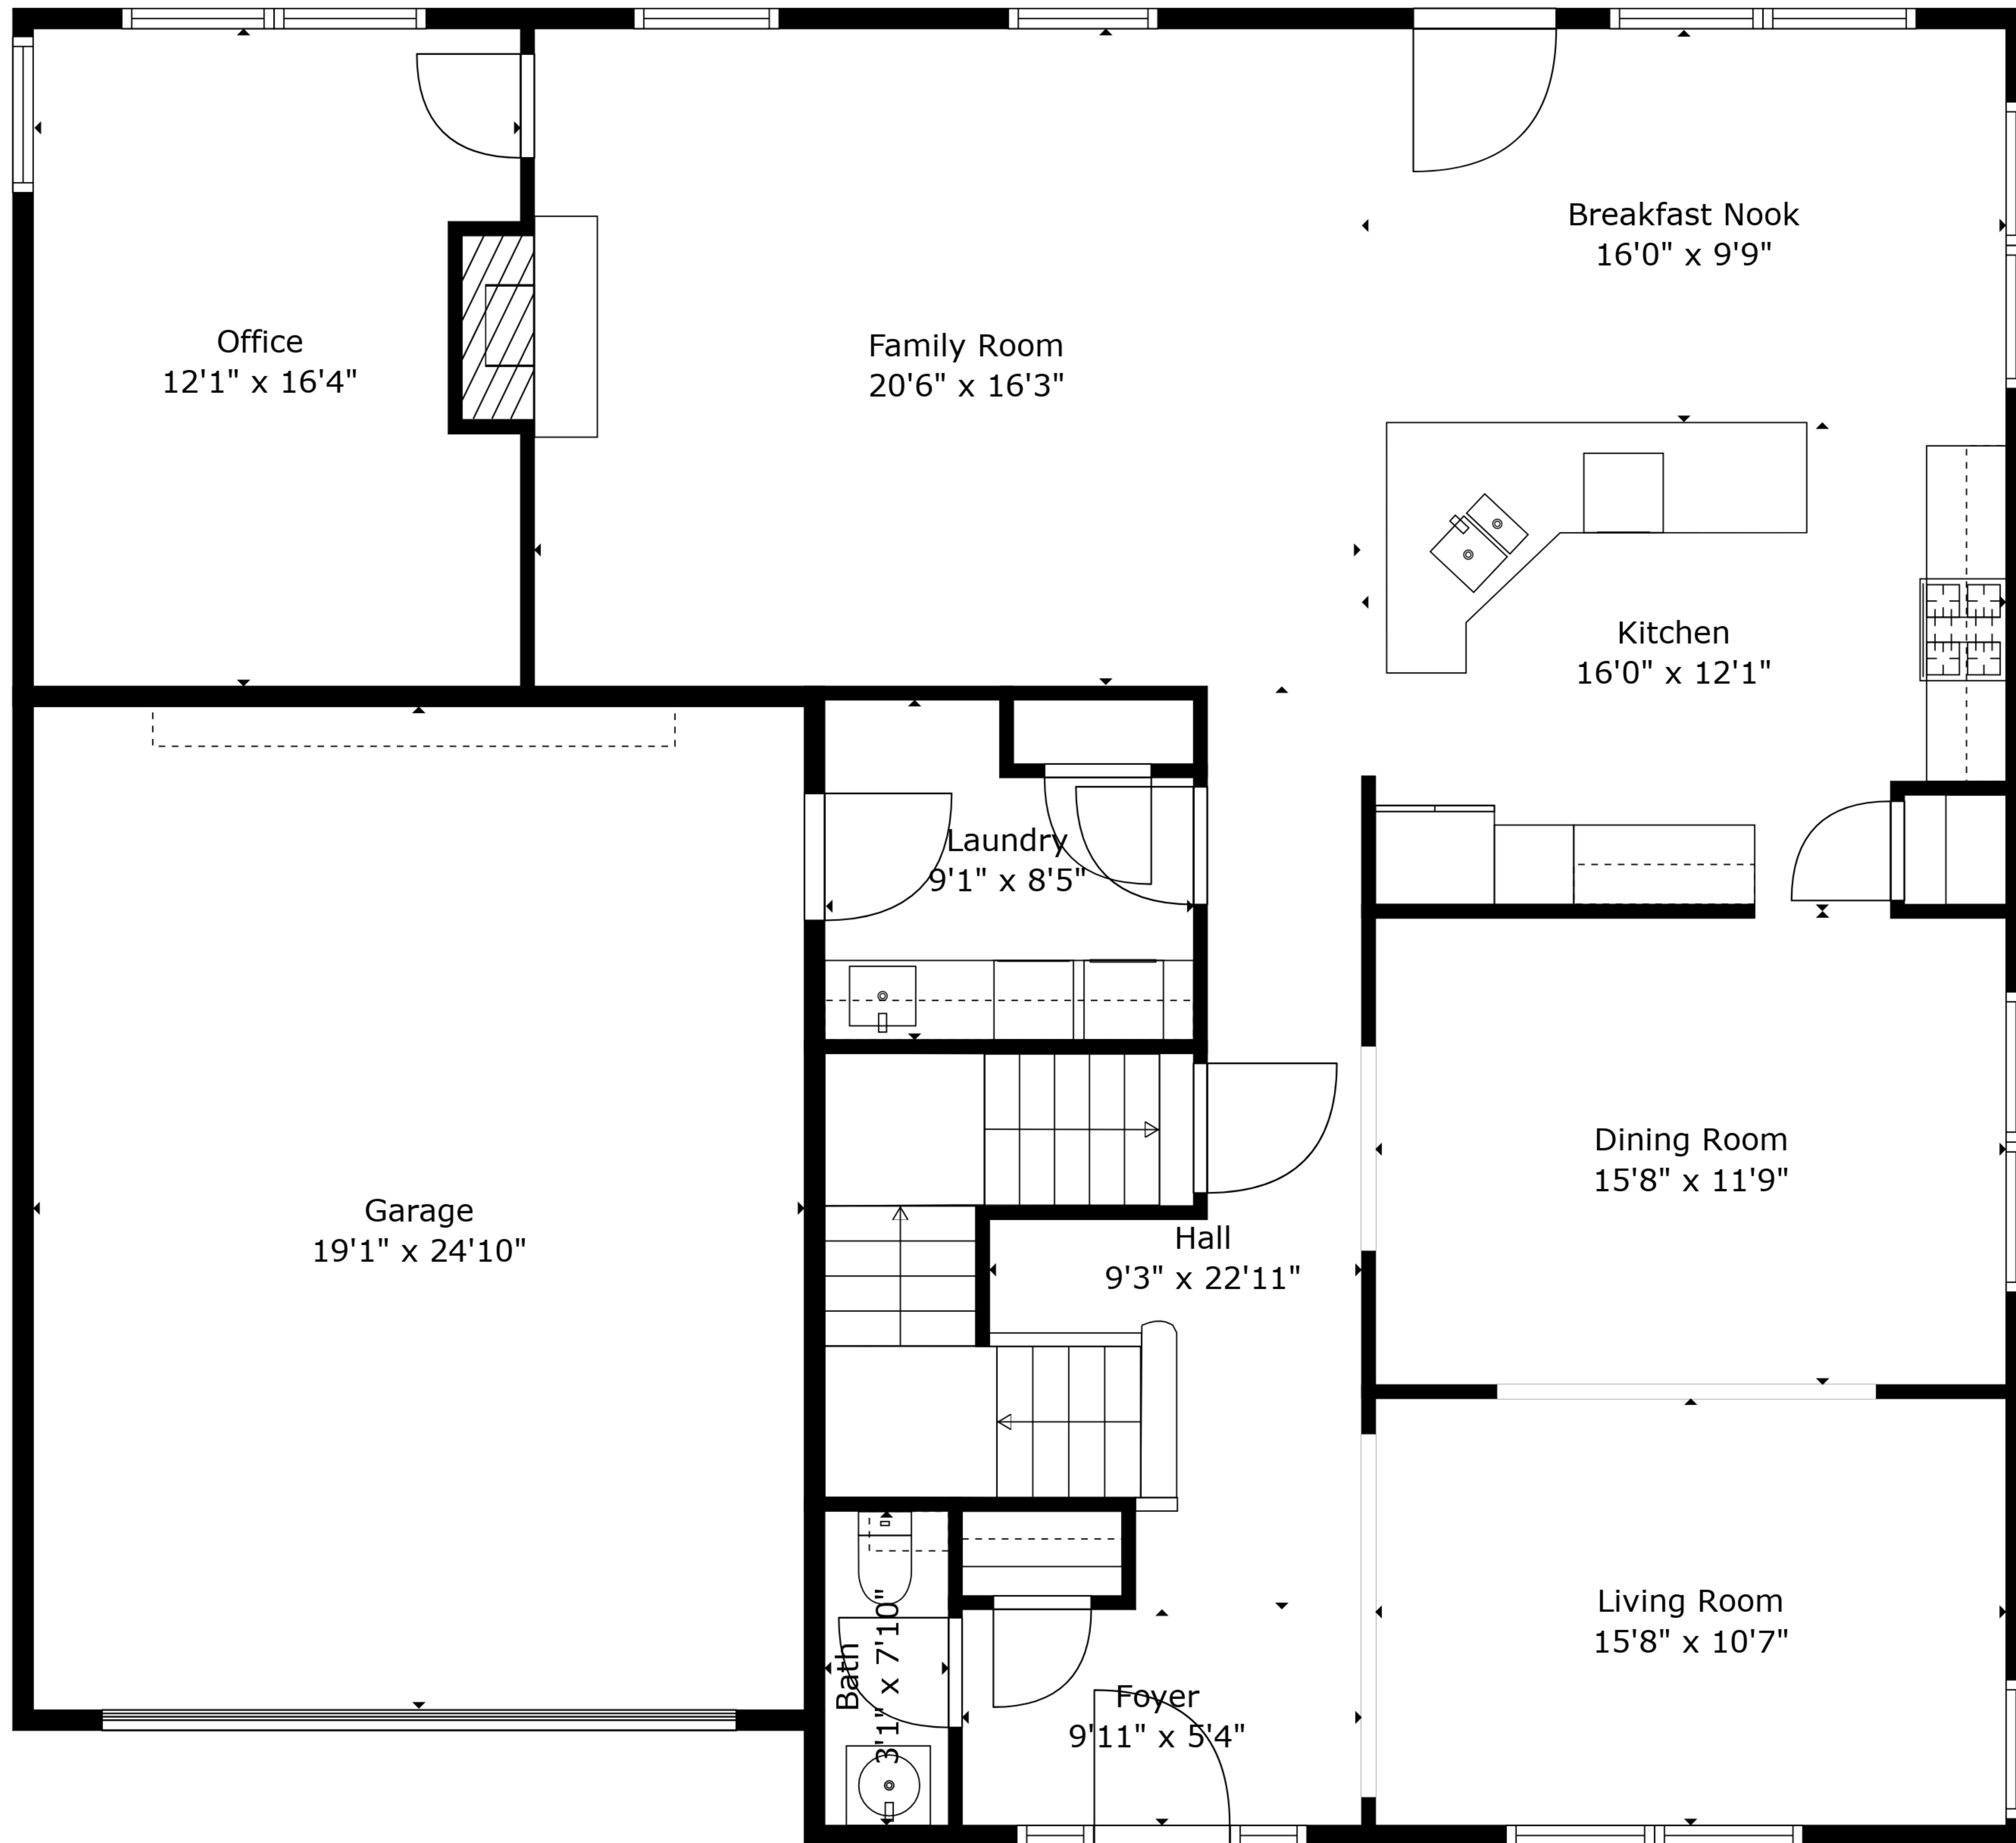 Breakfast Nook
16'0" x 9'9"
Office
12'1" x 16'4"
Family Room
20'6" x 16'3"
Kitchen
16'0" x 12'1"
Laundry
9'1" x 8'5"
Dining Room
15'8" x 11'9"
Garage
19'1" x 24'10"
Hall
9'3" x 22'11"
Living Room
15'8" x 10'7"
Bath
3'1" x 7'10"
Foyer
9'11" x 5'4"